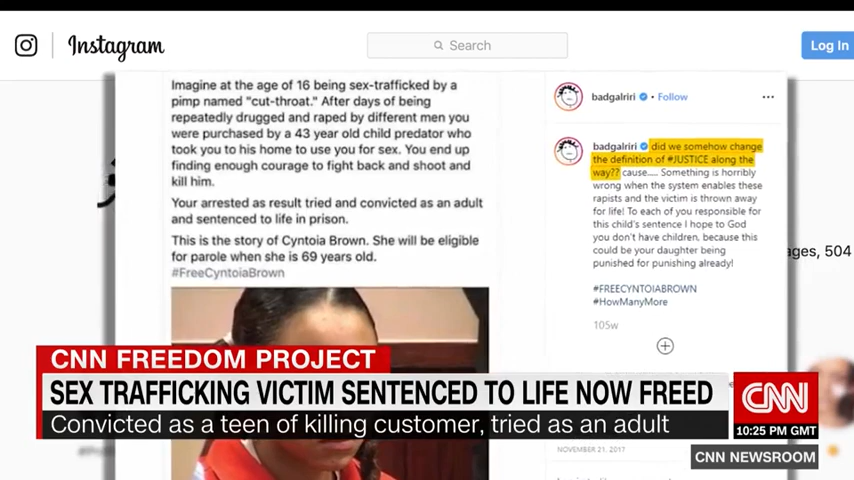 Instagram
Search
Log In
Imagine at the age of 16 being sex-trafficked by a
pimp named "cut-throat." After days of being
repeatedly drugged and raped by different men you
were purchased by a 43 year old child predator who
took you to his home to use you for sex. You end up
finding enough courage to fight back and shoot and
kill him.
Your arrested as result tried and convicted as an adult
and sentenced to life in prison.
This is the story of Cyntoia Brown. She will be eligible
for parole when she is 69 years old.
#FreeCyntoiaBrown
badgalriri • Follow
badgalriri did we somehow change
the definition of #JUSTICE along the
way?? cause..... Something is horribly
wrong when the system enables these
rapists and the victim is thrown away
for life! To each of you responsible for
this child's sentence I hope to God
you don't have children, because this
could be your daughter being
punished for punishing already!
#FREECYNTOIABROWN
#HowManyMore
105w
ages, 504
CNN FREEDOM PROJECT
SEX TRAFFICKING VICTIM SENTENCED TO LIFE NOW FREED
Convicted as a teen of killing customer, tried as an adult
CNN
10:25 PM GMT
NOVEMBER 21, 2017
CNN NEWSROOM